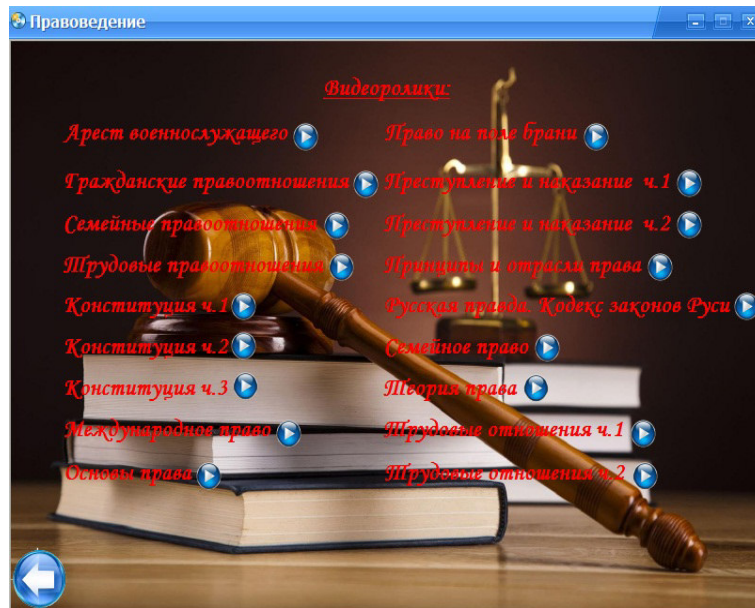 Правоведение
Видеоролики:
Арест военнослужащего
Гражданские правоотношения
Семейные правоотношения
Трудовые правоотношения
Конституция ч.1
Конституция ч.2
Конституция ч.3
Международное право
Основы права
Право на поле брани
Преступление и наказание ч.1
Преступление и наказание ч.2
Принципы и отрасли права
Русская правда. Кодекс законов Руси
Семейное право
Теория права
Трудовые отношения ч.1
Трудовые отношения ч.2